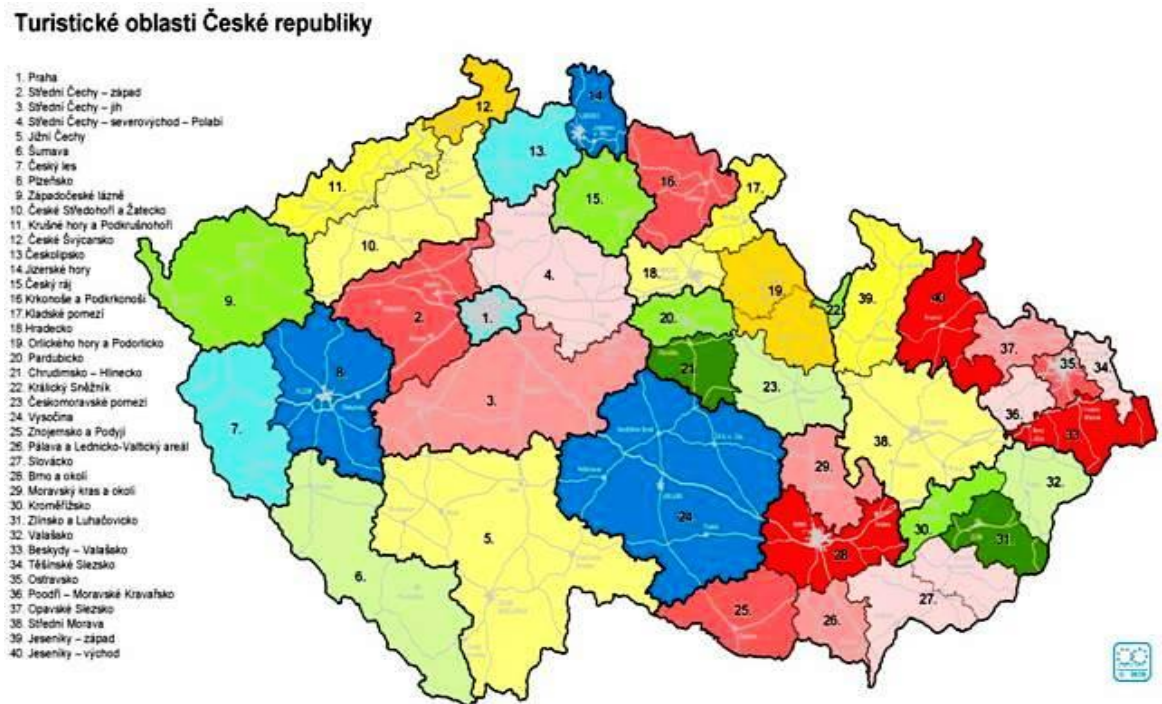 Turistické oblasti České republiky
1. Praha
2. Střední Čechy – západ
3. Střední Čechy – jih
4. Střední Čechy – severovýchod – Polabí
5. Jižní Čechy
6. Šumava
7. Český les
8. Plzeňsko
9. Západočeské lázně
10. České Středohoří a Žatecko
11. Krušné hory a Podkrušnohoří
12. České Švýcarsko
13 Českolipsko
14 Jizerské hory
15 Český ráj
16 Krkonoše a Podkrkonoší
17 Kladské pomezí
18 Hradecko
19. Orlického hory a Podorlicko
20. Pardubicko
21. Chrudimsko – Hlinecko
22. Králický Sněžník
23. Českomoravské pomezí
24. Vysočina
25. Znojemsko a Podyjí
26. Pálava a Lednicko-Valtický areál
27. Slovácko
28. Brno a okolí
29. Moravský kras a okolí
30. Kroměřížsko
31. Zlínsko a Luhačovicko
32. Valašsko
33. Beskydy – Valašsko
34. Těšínské Slezsko
35. Ostravsko
36. Poodří – Moravské Kravařsko
37. Opavské Slezsko
38. Střední Morava
39. Jeseníky – západ
40. Jeseníky – východ
12.
14.
13.
11.
16.
17.
15.
10.
4.
18.
9.
19.
22.
39.
40.
2.
1.
20.
37.
35.
34.
8.
21.
36.
3.
23.
33.
7.
38.
29.
32.
24.
30.
31.
5.
28
6.
27.
25.
26.